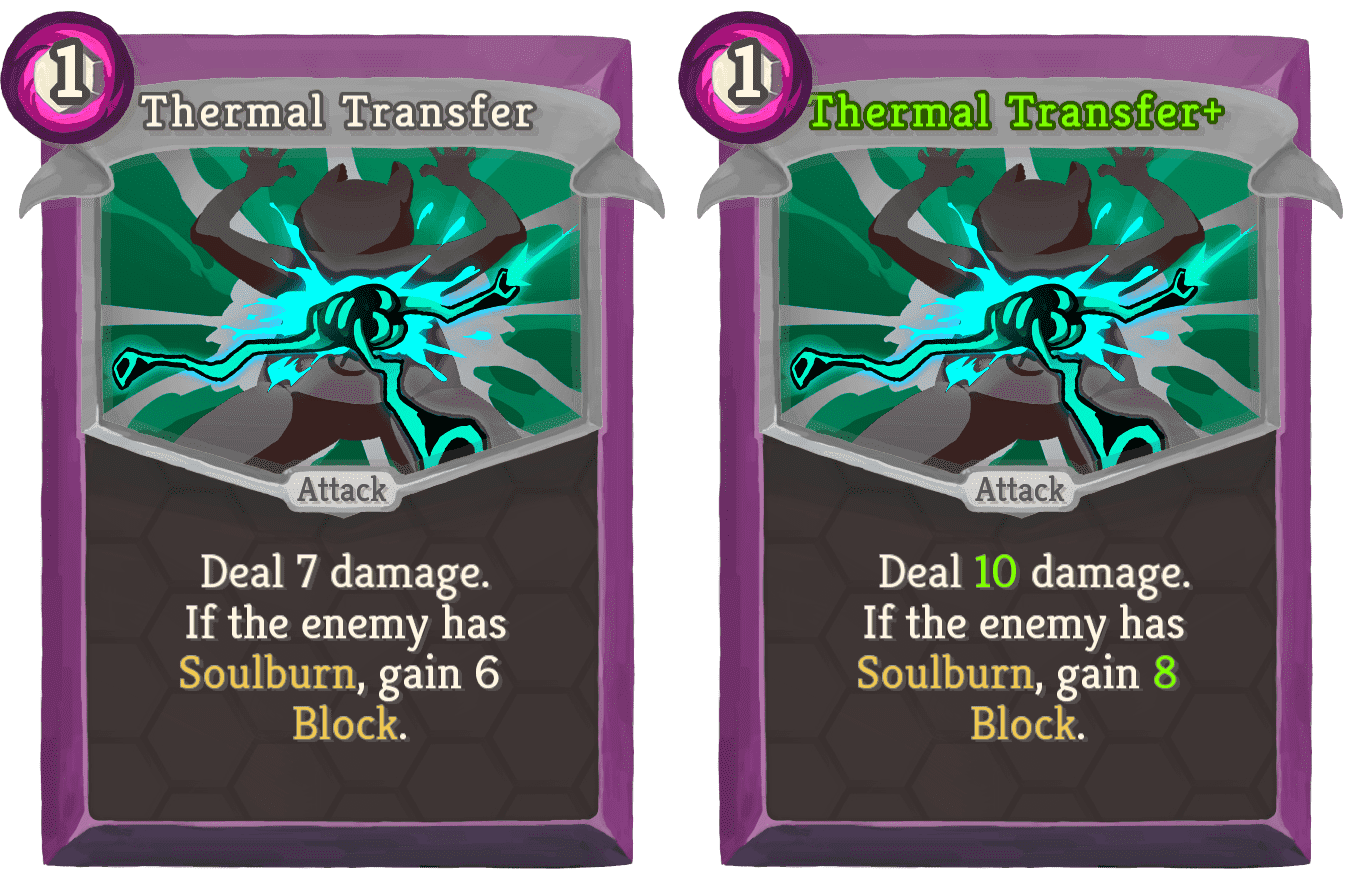 1
Thermal Transfer
Attack
Deal 7 damage.
If the enemy has
Soulburn, gain 6
Block.
1
Thermal Transfer+
Attack
Deal 10 damage.
If the enemy has
Soulburn, gain 8
Block.